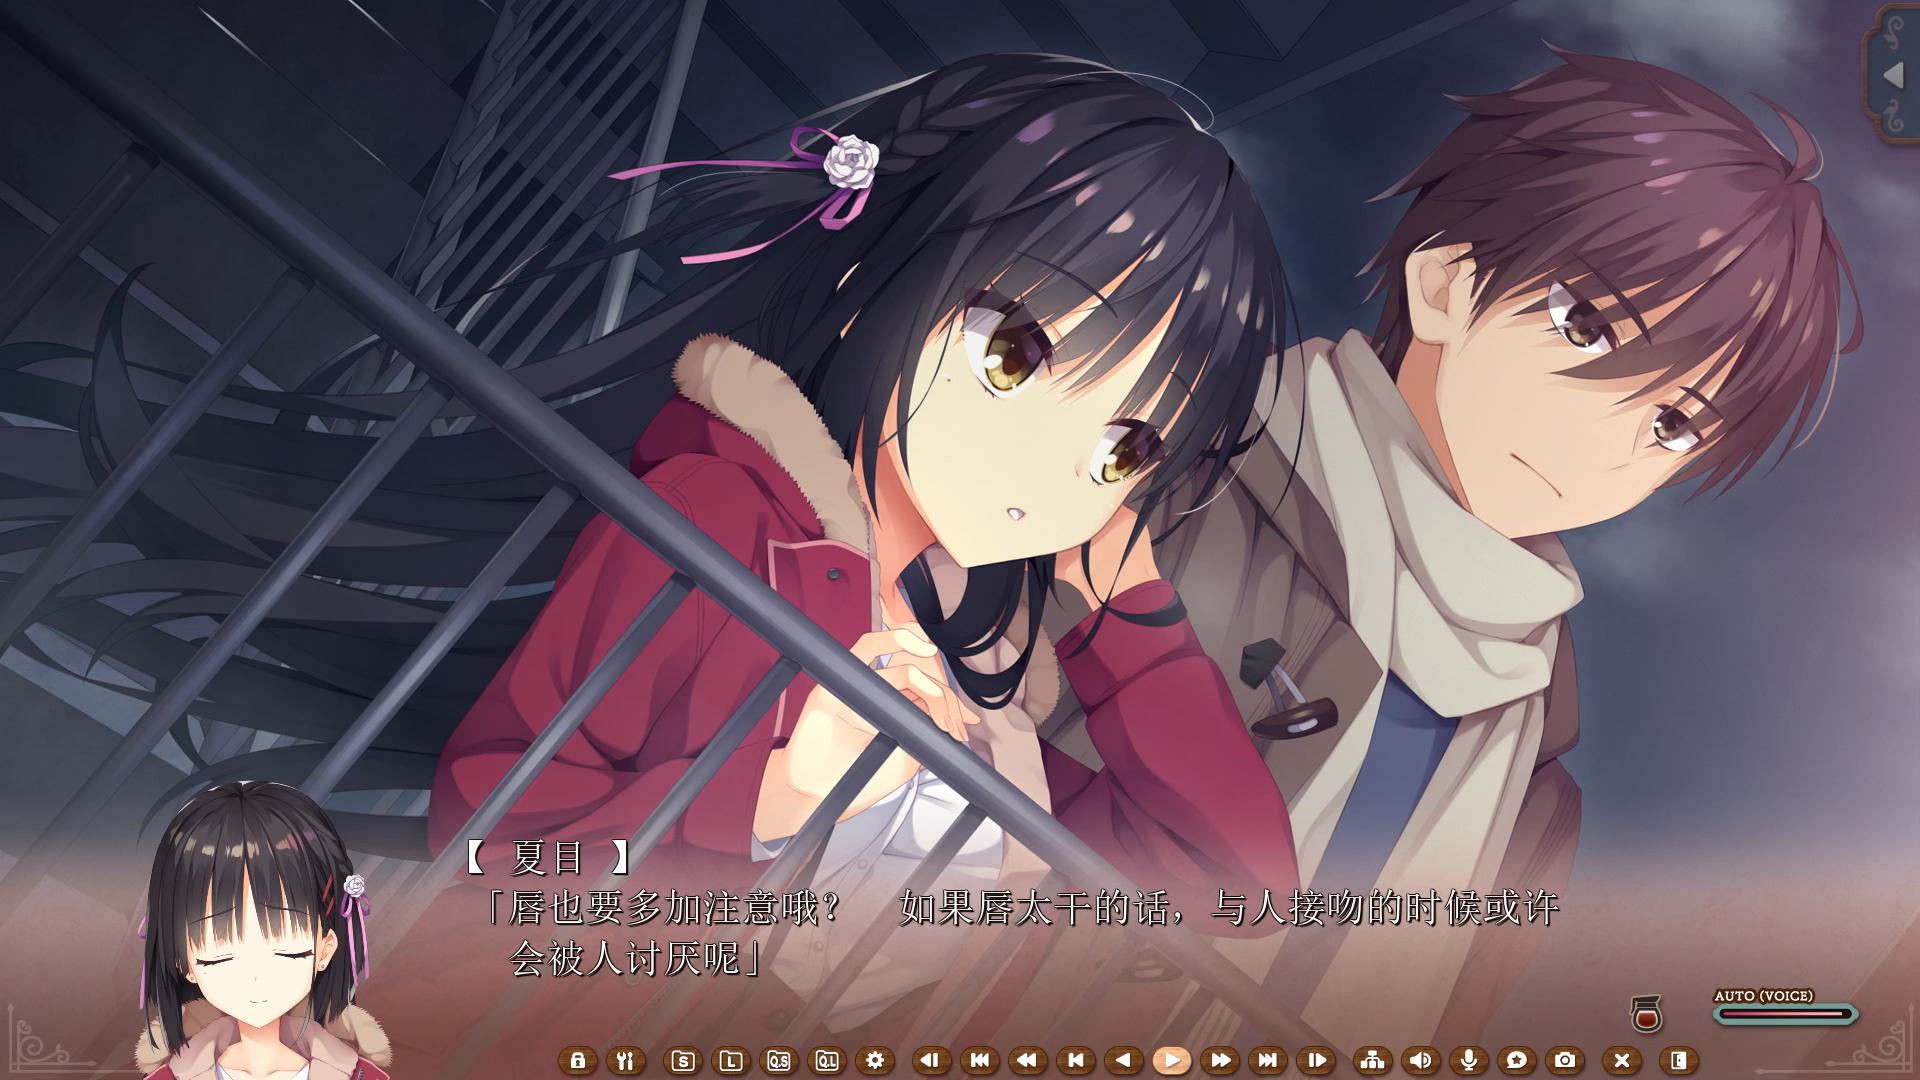 【 夏目 】
「唇也要多加注意哦？　如果唇太干的话，与人接吻的时候或许
会被人讨厌呢」
AUTO (VOICE)
S L Q.S Q.L